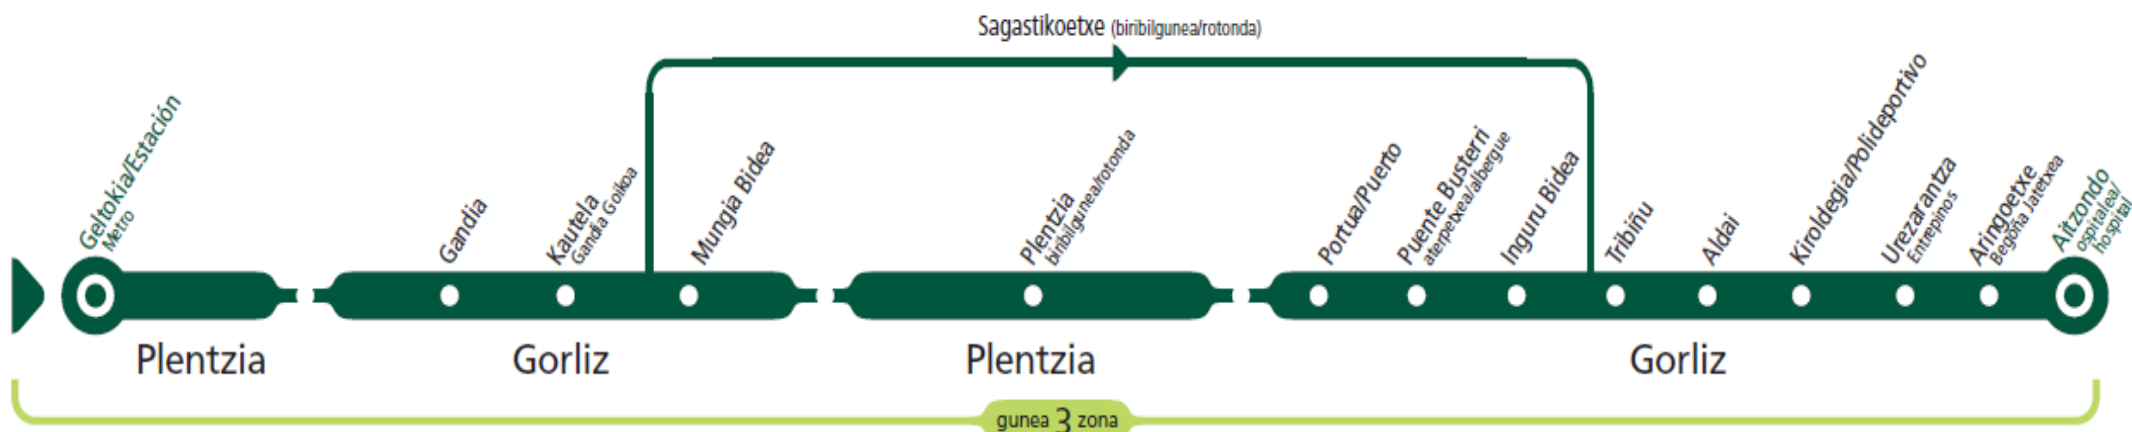 Sagastikoetxe (biribilgunea/rotonda)
Geltokia/Estación
Metro
Gandia
Kautela
Gandia Goikoa
Mungia Bidea
Plentzia
biribilgunea/rotonda
Portua/Puerto
Puente Busterri
aterpetxea/albergue
Inguru Bidea
Tribiñu
Aldai
Kiroldegia/Polideportivo
Urezarantza
Entrepinos
Aringoetxe
Begoña Jatetxea
Aitzondo
ospitalea/
hospital
Plentzia
Gorliz
Plentzia
Gorliz
gunea 3 zona